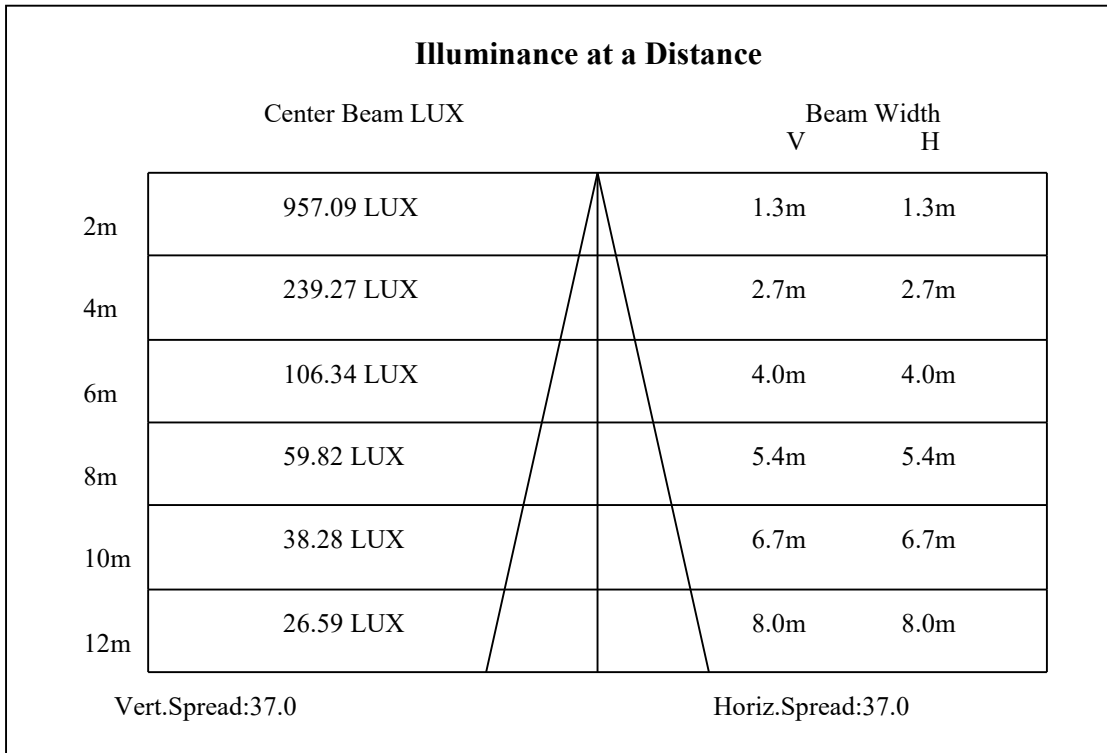 Illuminance at a Distance
Center Beam LUX Beam Width
V H
2m 957.09 LUX 1.3m 1.3m
4m 239.27 LUX 2.7m 2.7m
6m 106.34 LUX 4.0m 4.0m
8m 59.82 LUX 5.4m 5.4m
10m 38.28 LUX 6.7m 6.7m
12m 26.59 LUX 8.0m 8.0m
Vert.Spread:37.0 Horiz.Spread:37.0